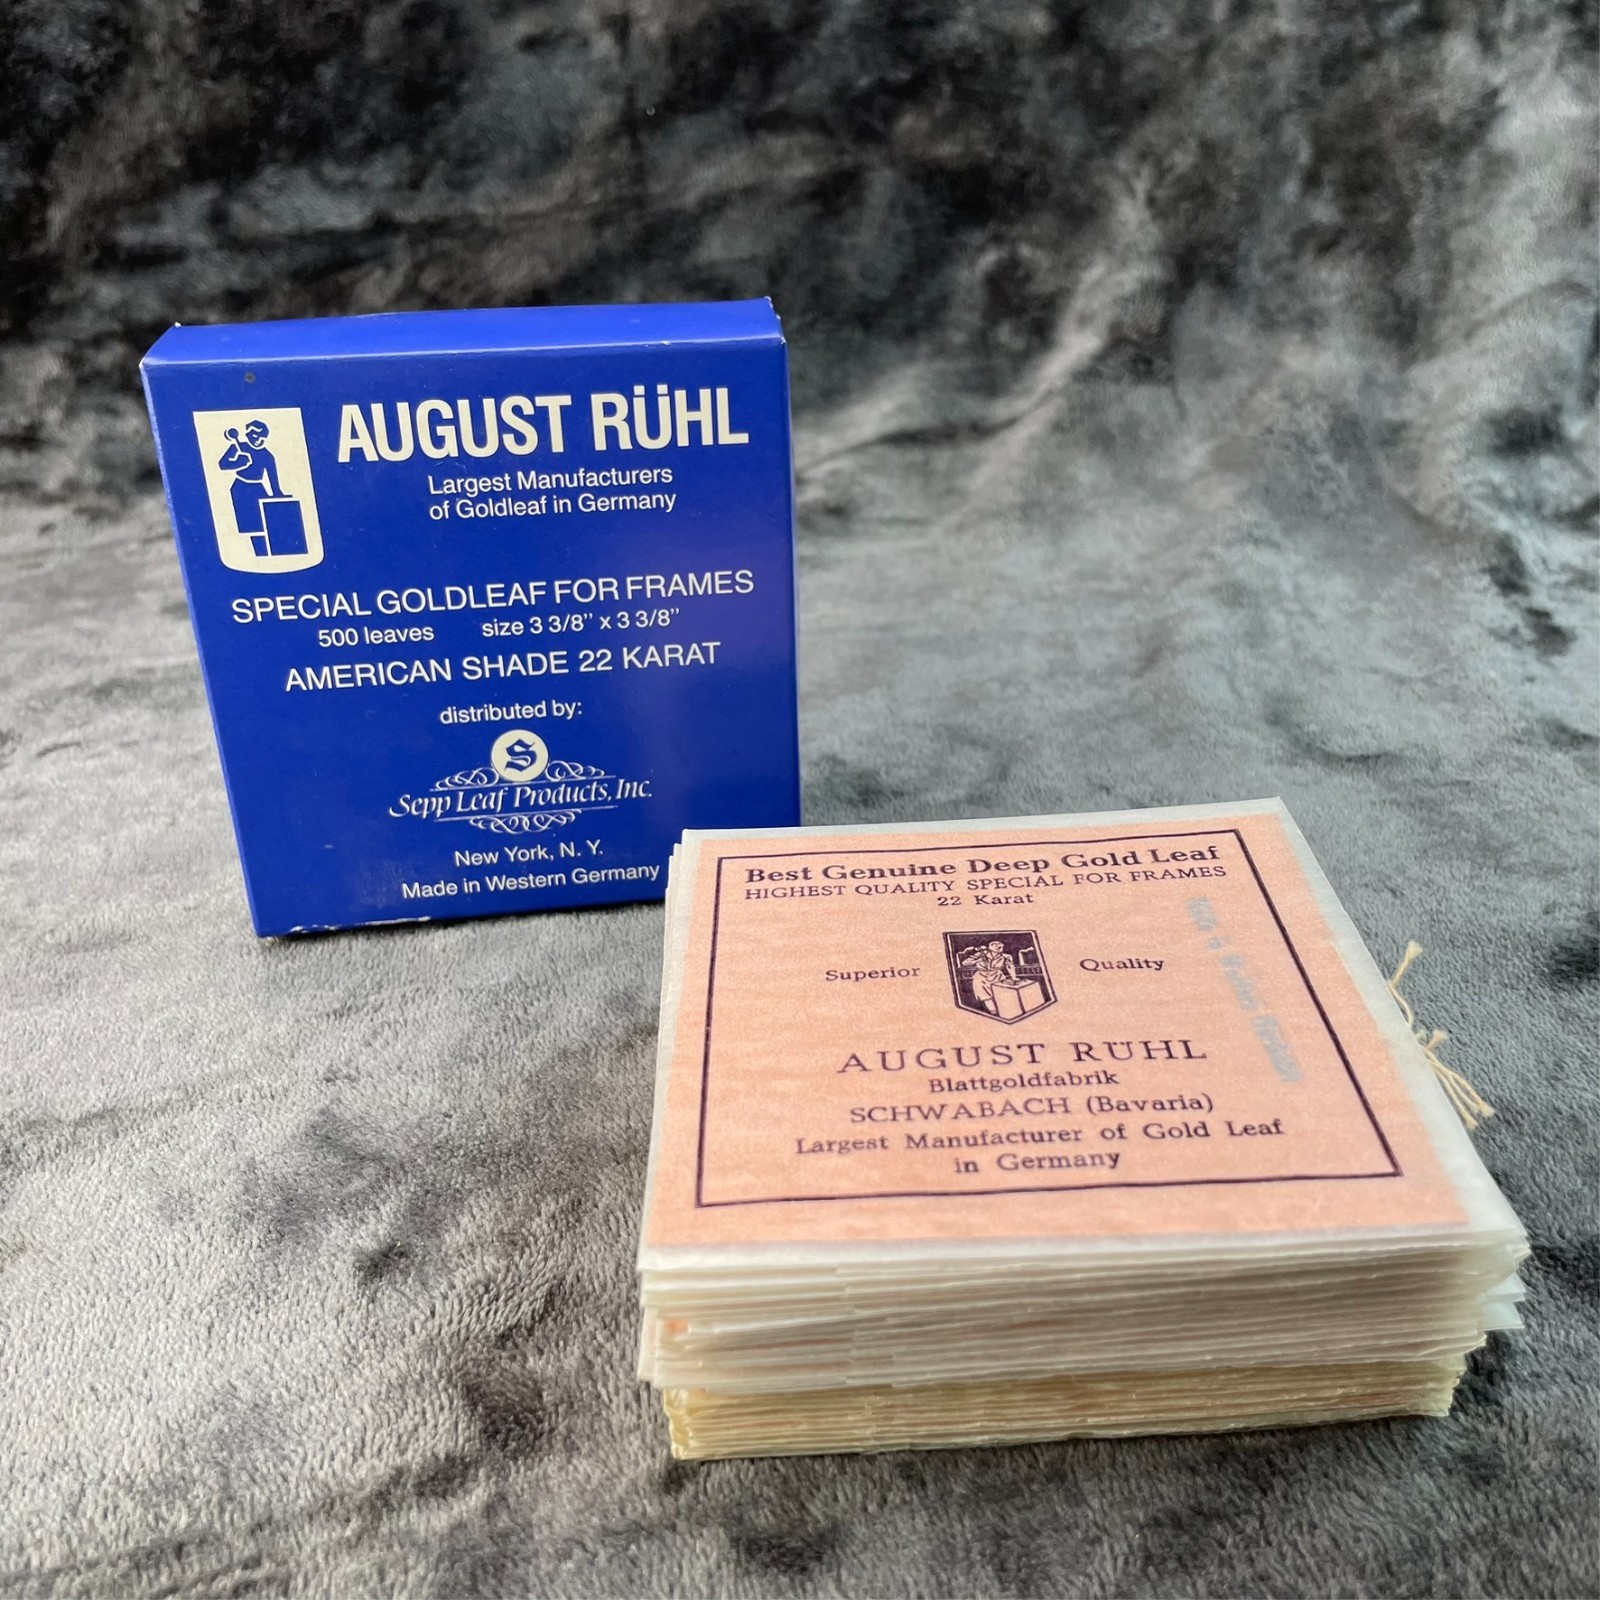 AUGUST RÜHL
Largest Manufacturers
of Goldleaf in Germany
SPECIAL GOLDLEAF FOR FRAMES
500 leaves size 3 3/8" x 3 3/8"
AMERICAN SHADE 22 KARAT
distributed by:
S
Sepp Leaf Products, Inc.
New York, N. Y.
Made in Western Germany
Best Genuine Deep Gold Leaf
HIGHEST QUALITY SPECIAL FOR FRAMES
22 Karat
Superior Quality
AUGUST RÜHL
Blattgoldfabrik
SCHWABACH (Bavaria)
Largest Manufacturer of Gold Leaf
in Germany